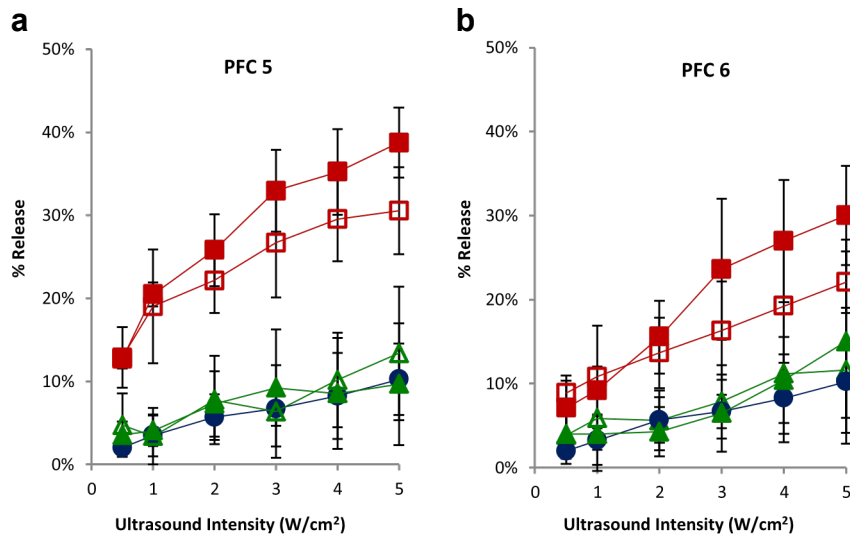 a
PFC 5
50%
40%
30%
20%
10%
0%
% Release
0 1 2 3 4 5
Ultrasound Intensity (W/cm²)
b
PFC 6
50%
40%
30%
20%
10%
0%
% Release
0 1 2 3 4 5
Ultrasound Intensity (W/cm²)